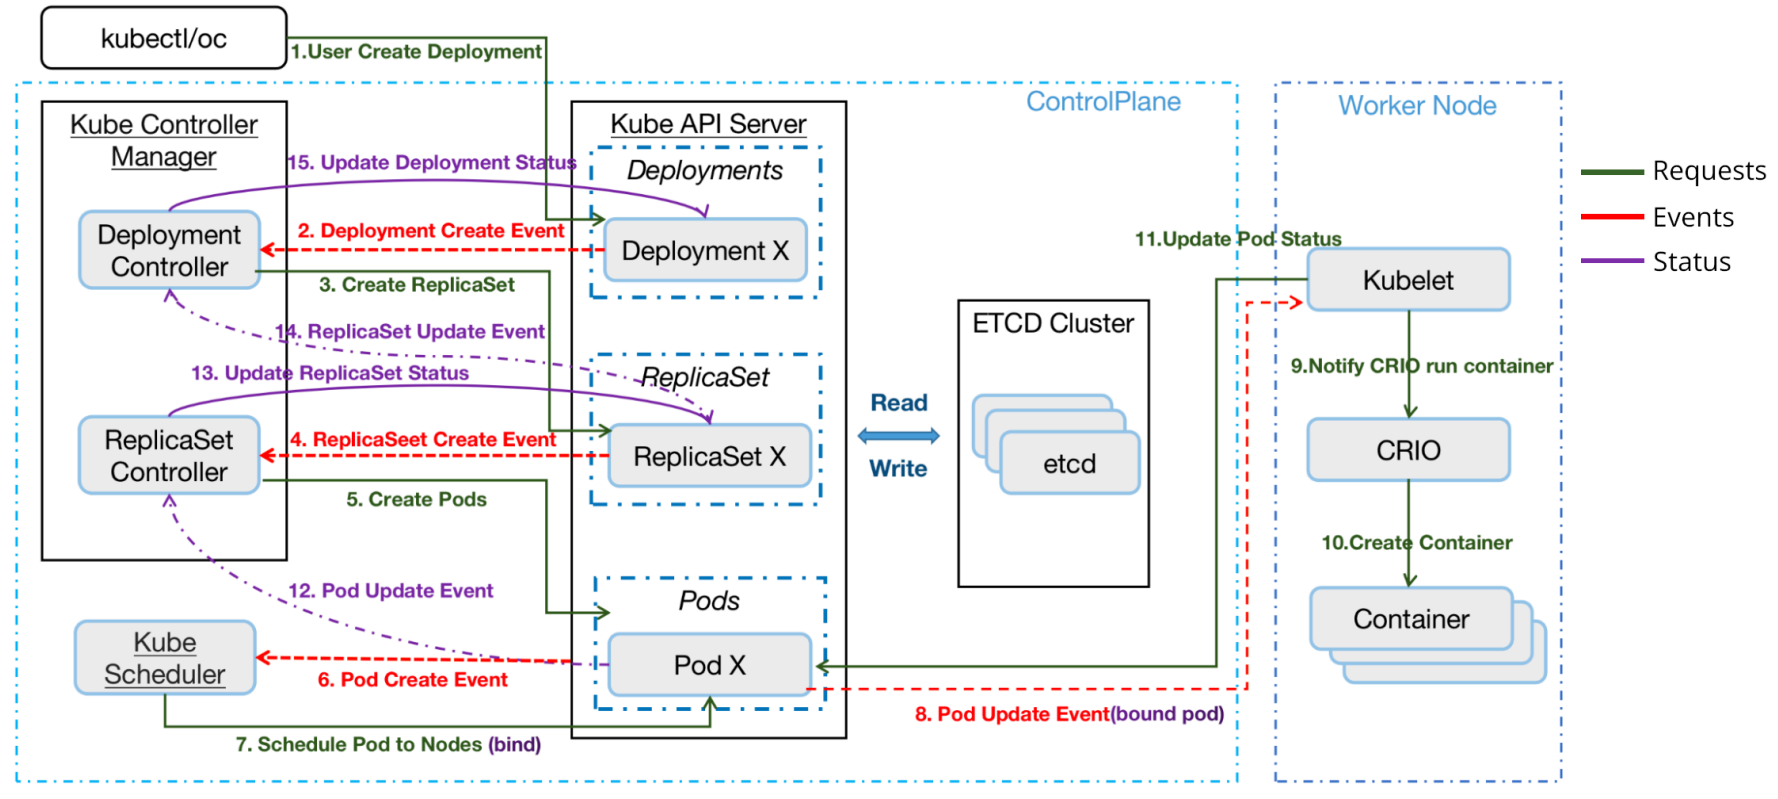 kubectl/oc
1.User Create Deployment
ControlPlane
Worker Node
Kube Controller
Manager
Kube API Server
15. Update Deployment Status
Deployments
Requests
Events
Status
Deployment
Controller
2. Deployment Create Event
Deployment X
3. Create ReplicaSet
11.Update Pod Status
Kubelet
14. ReplicaSet Update Event
ETCD Cluster
13. Update ReplicaSet Status
ReplicaSet
9.Notify CRIO run container
Read
Write
ReplicaSet
Controller
4. ReplicaSeet Create Event
ReplicaSet X
etcd
CRIO
5. Create Pods
10.Create Container
12. Pod Update Event
Pods
Container
Kube
Scheduler
6. Pod Create Event
Pod X
8. Pod Update Event(bound pod)
7. Schedule Pod to Nodes (bind)